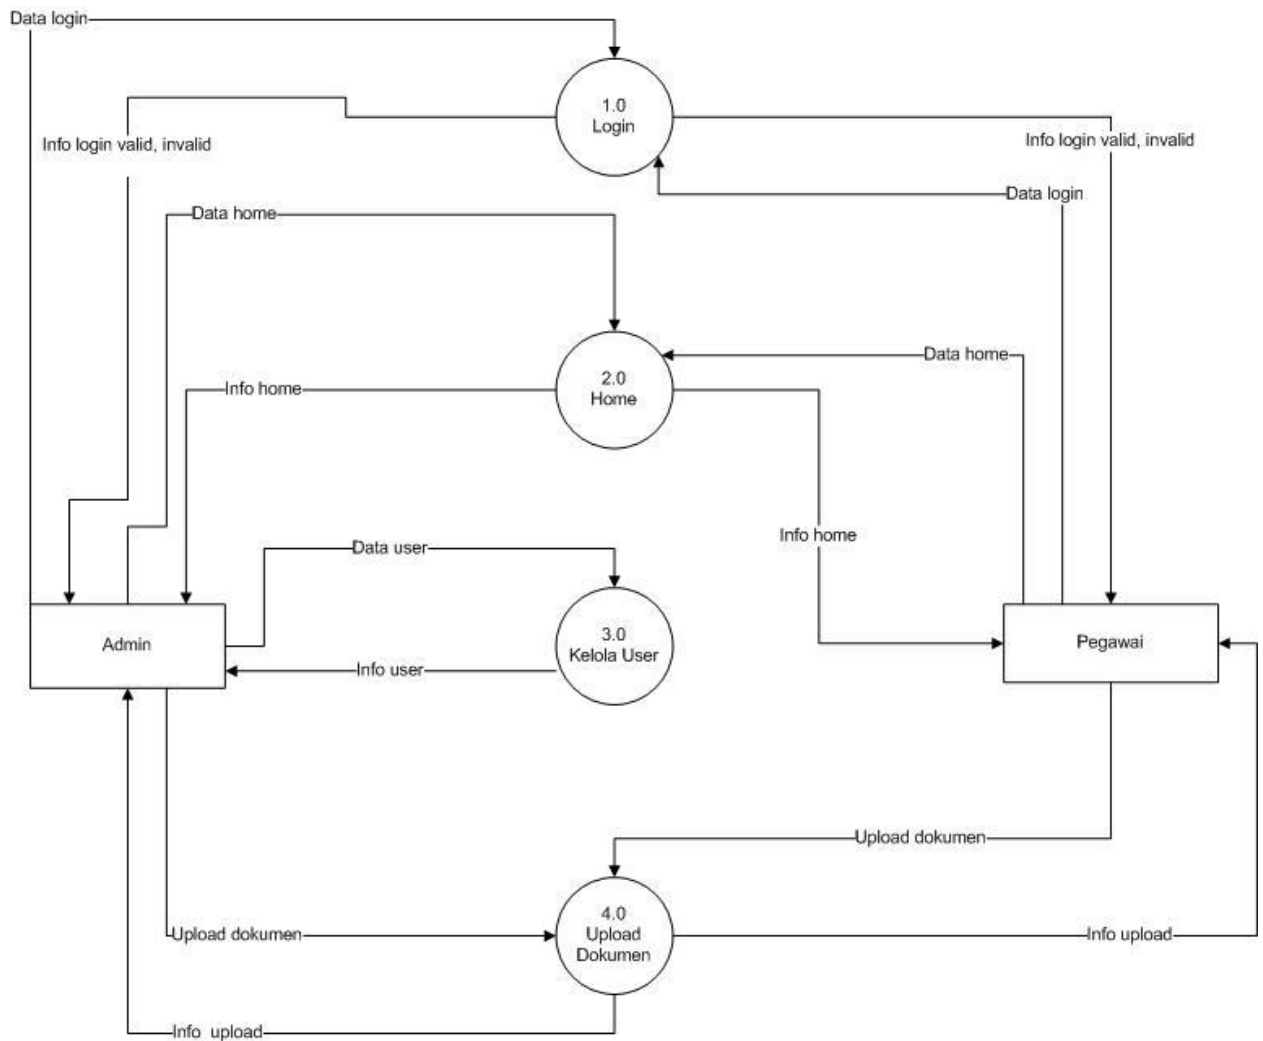 Data login
1.0
Login
Info login valid, invalid
Info login valid, invalid
Data login
Data home
Data home
2.0
Home
Info home
Info home
Data user
3.0
Kelola User
Admin
Pegawai
Info user
Upload dokumen
4.0
Upload
Dokumen
Upload dokumen
Info upload
Info upload